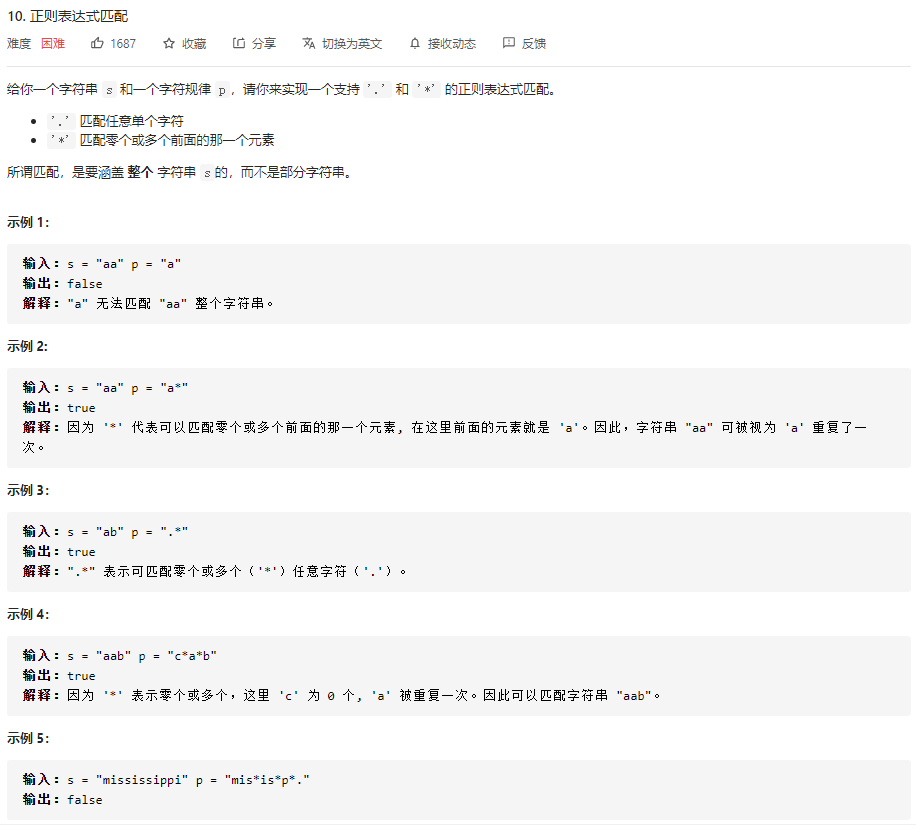 10. 正则表达式匹配
难度 困难 1687 收藏 分享 切换为英文 接收动态 反馈
给你一个字符串 s 和一个字符规律 p，请你来实现一个支持 '.' 和 '*' 的正则表达式匹配。
'.' 匹配任意单个字符
'*' 匹配零个或多个前面的那一个元素
所谓匹配，是要涵盖 整个 字符串 s的，而不是部分字符串。
示例 1：
输入：s = "aa" p = "a"
输出：false
解释："a" 无法匹配 "aa" 整个字符串。
示例 2:
输入：s = "aa" p = "a*"
输出：true
解释：因为 '*' 代表可以匹配零个或多个前面的那一个元素, 在这里前面的元素就是 'a'。因此，字符串 "aa" 可被视为 'a' 重复了一
次。
示例 3：
输入：s = "ab" p = ".*"
输出：true
解释：".*" 表示可匹配零个或多个（'*'）任意字符（'.'）。
示例 4：
输入：s = "aab" p = "c*a*b"
输出：true
解释：因为 '*' 表示零个或多个，这里 'c' 为 0 个, 'a' 被重复一次。因此可以匹配字符串 "aab"。
示例 5：
输入：s = "mississippi" p = "mis*is*p*."
输出：false